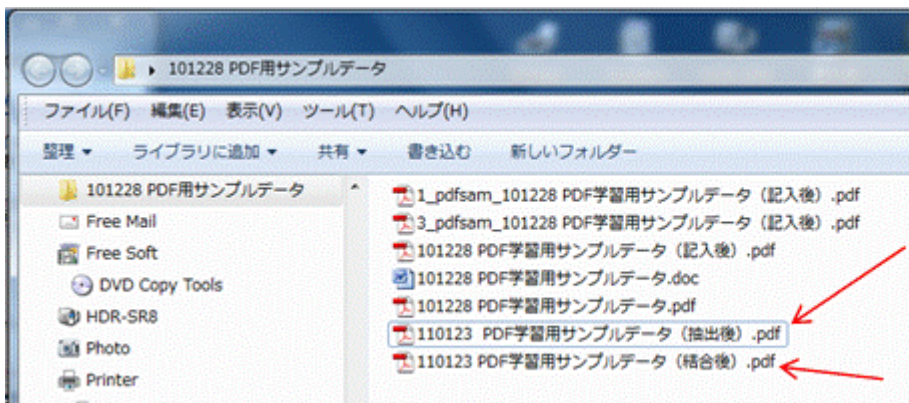 101228 PDF用サンプルデータ
ファイル(F) 編集(E) 表示(V) ツール(T) ヘルプ(H)
整理 ライブラリに追加 共有 書き込む 新しいフォルダー
101228 PDF用サンプルデータ
Free Mail
Free Soft
DVD Copy Tools
HDR-SR8
Photo
Printer
1_pdfsam_101228 PDF学習用サンプルデータ（記入後）.pdf
3_pdfsam_101228 PDF学習用サンプルデータ（記入後）.pdf
101228 PDF学習用サンプルデータ（記入後）.pdf
101228 PDF学習用サンプルデータ.doc
101228 PDF学習用サンプルデータ.pdf
110123 PDF学習用サンプルデータ（抽出後）.pdf
110123 PDF学習用サンプルデータ（結合後）.pdf